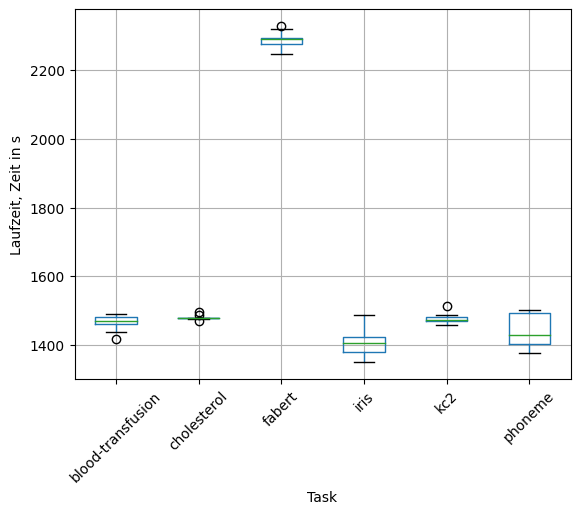 2200
2000
1800
1600
1400
Laufzeit, Zeit in s
blood-transfusion
cholesterol
fabert
iris
kc2
phoneme
Task